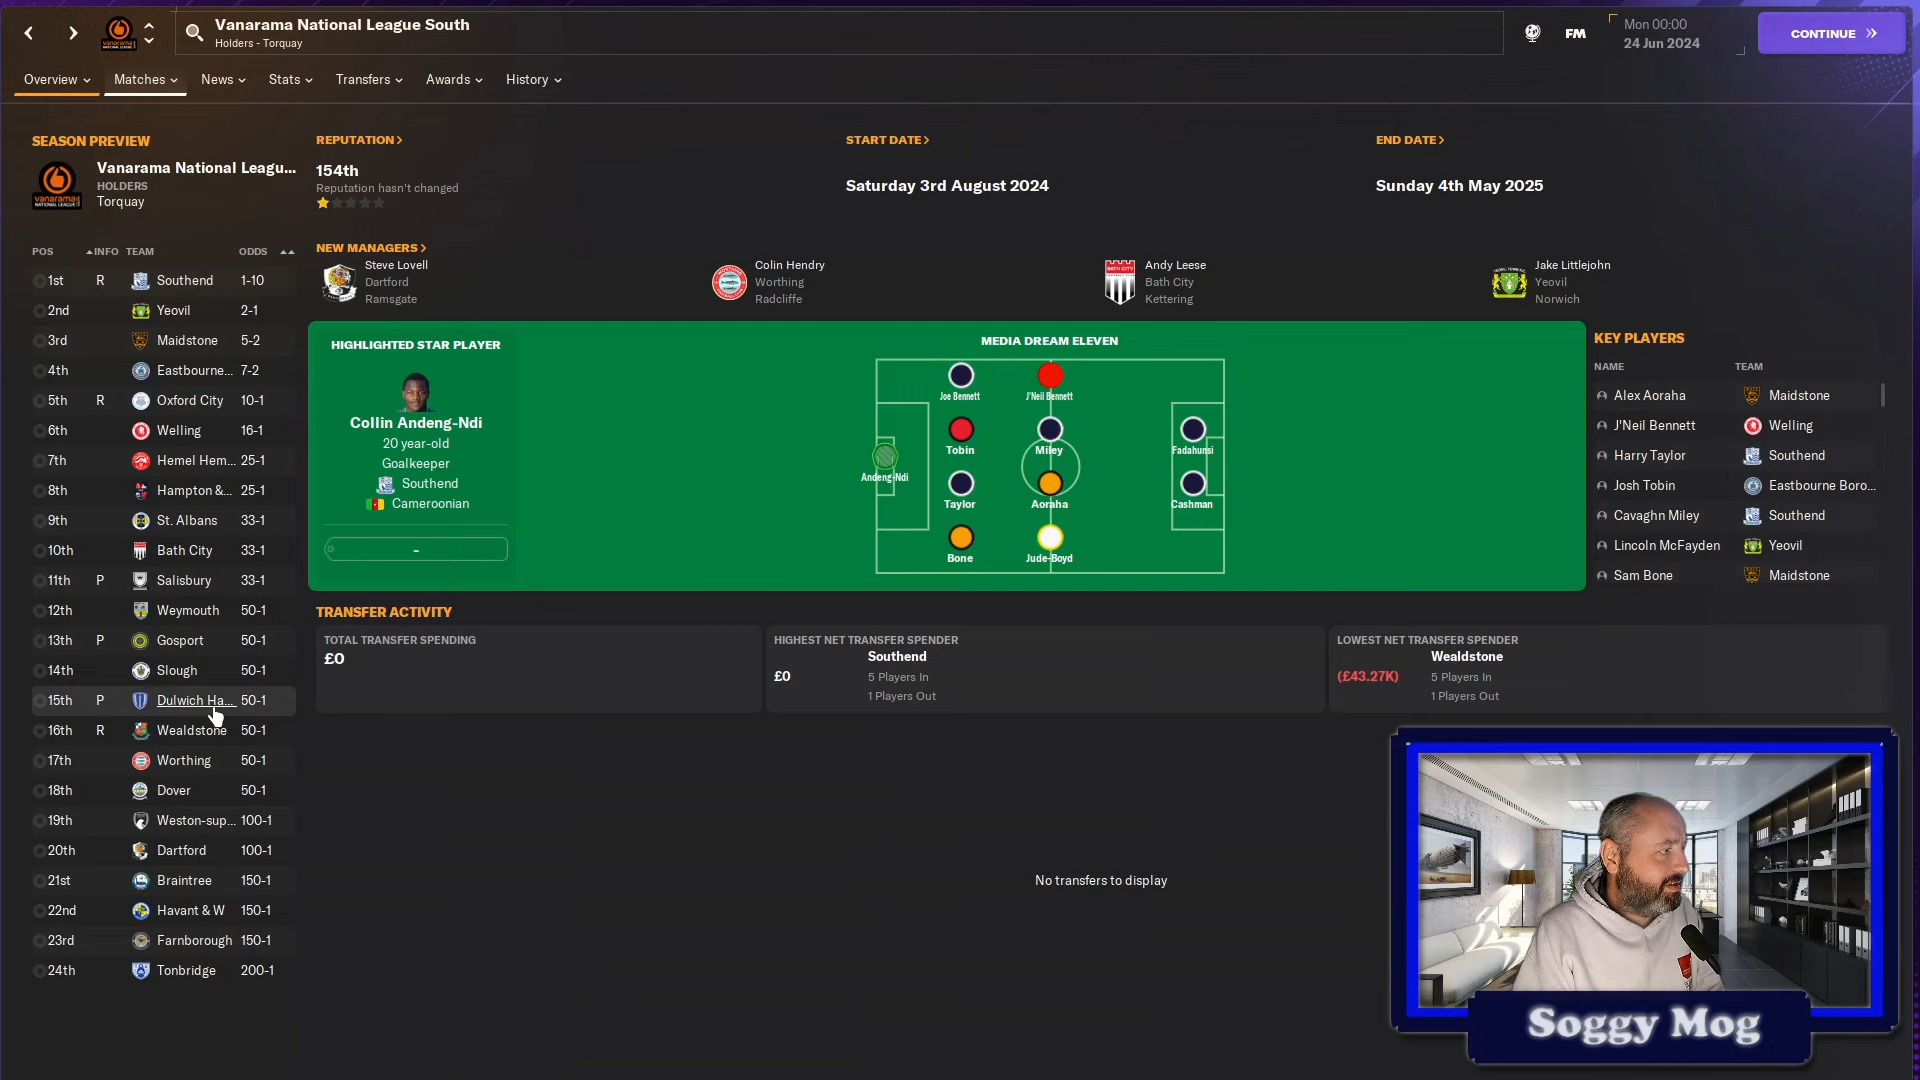 Vanarama National League South
Holders - Torquay
FM
Mon 00:00
24 Jun 2024
CONTINUE
Overview
Matches
News
Stats
Transfers
Awards
History
SEASON PREVIEW
Vanarama National Leagu...
HOLDERS
Torquay
REPUTATION
154th
Reputation hasn't changed
START DATE
Saturday 3rd August 2024
END DATE
Sunday 4th May 2025
POS INFO TEAM ODDS
1st R Southend 1-10
2nd Yeovil 2-1
3rd Maidstone 5-2
4th Eastbourne... 7-2
5th R Oxford City 10-1
6th Welling 16-1
7th Hemel Hem... 25-1
8th Hampton &... 25-1
9th St. Albans 33-1
10th Bath City 33-1
11th P Salisbury 33-1
12th Weymouth 50-1
13th P Gosport 50-1
14th Slough 50-1
15th P Dulwich Ha... 50-1
16th R Wealdstone 50-1
17th Worthing 50-1
18th Dover 50-1
19th Weston-sup... 100-1
20th Dartford 100-1
21st Braintree 150-1
22nd Havant & W 150-1
23rd Farnborough 150-1
24th Tonbridge 200-1
NEW MANAGERS
Steve Lovell
Dartford
Ramsgate
Colin Hendry
Worthing
Radcliffe
Andy Leese
Bath City
Kettering
Jake Littlejohn
Yeovil
Norwich
HIGHLIGHTED STAR PLAYER
Collin Andeng-Ndi
20 year-old
Goalkeeper
Southend
Cameroonian
-
MEDIA DREAM ELEVEN
Joe Bennett
J'Neil Bennett
Tobin
Miley
Fadahunsi
Andeng-Ndi
Taylor
Aoraha
Cashman
Bone
Jude-Boyd
KEY PLAYERS
NAME TEAM
Alex Aoraha Maidstone
J'Neil Bennett Welling
Harry Taylor Southend
Josh Tobin Eastbourne Boro...
Cavaghn Miley Southend
Lincoln McFayden Yeovil
Sam Bone Maidstone
TRANSFER ACTIVITY
TOTAL TRANSFER SPENDING
£0
HIGHEST NET TRANSFER SPENDER
Southend
£0
5 Players In
1 Players Out
LOWEST NET TRANSFER SPENDER
Wealdstone
(£43.27K)
5 Players In
1 Players Out
No transfers to display
Soggy Mog